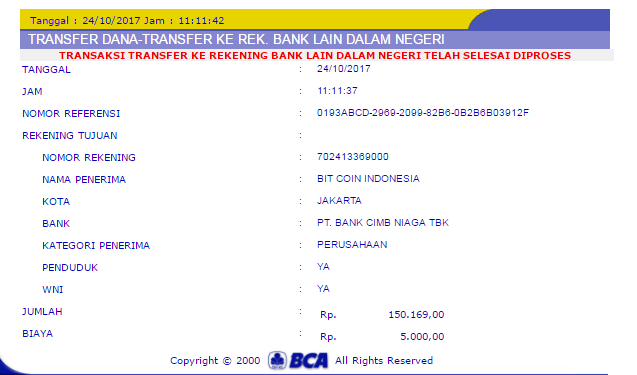 Tanggal : 24/10/2017 Jam : 11:11:42
TRANSFER DANA-TRANSFER KE REK. BANK LAIN DALAM NEGERI
TRANSAKSI TRANSFER KE REKENING BANK LAIN DALAM NEGERI TELAH SELESAI DIPROSES
TANGGAL : 24/10/2017
JAM : 11:11:37
NOMOR REFERENSI : 0193ABCD-2969-2099-82B6-0B2B6B03912F
REKENING TUJUAN :
NOMOR REKENING : 702413369000
NAMA PENERIMA : BIT COIN INDONESIA
KOTA : JAKARTA
BANK : PT. BANK CIMB NIAGA TBK
KATEGORI PENERIMA : PERUSAHAAN
PENDUDUK : YA
WNI : YA
JUMLAH : Rp. 150.169,00
BIAYA : Rp. 5.000,00
Copyright © 2000 BCA All Rights Reserved